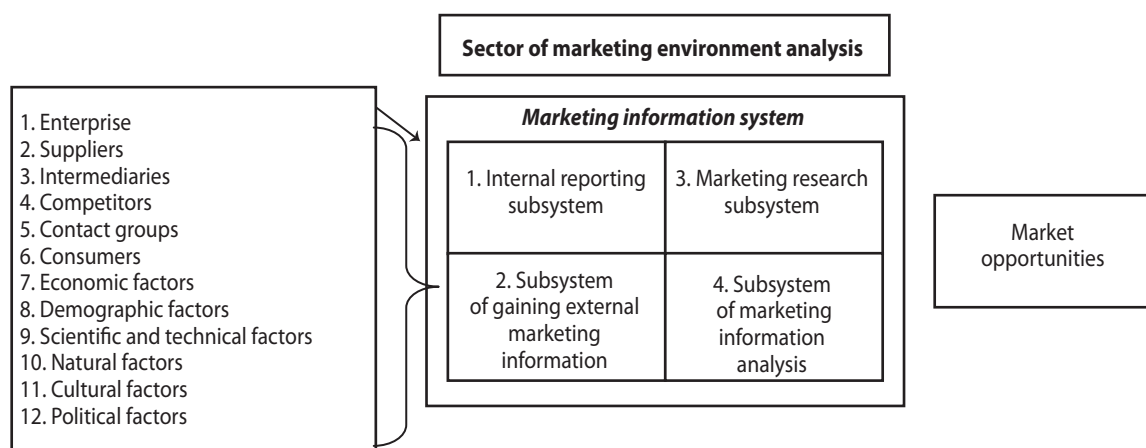 Sector of marketing environment analysis
1. Enterprise
2. Suppliers
3. Intermediaries
4. Competitors
5. Contact groups
6. Consumers
7. Economic factors
8. Demographic factors
9. Scientific and technical factors
10. Natural factors
11. Cultural factors
12. Political factors
Marketing information system
1. Internal reporting
subsystem
3. Marketing research
subsystem
2. Subsystem
of gaining external
marketing
information
4. Subsystem
of marketing
information
analysis
Market
opportunities